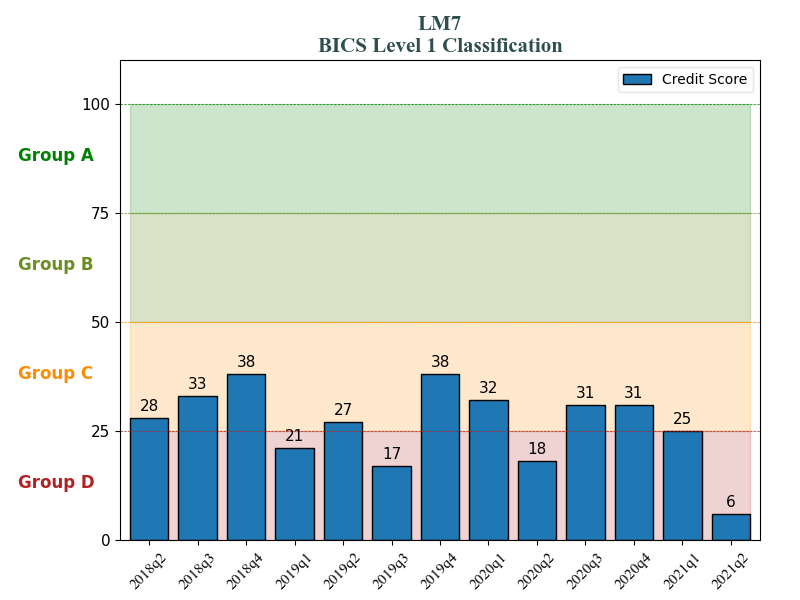 LM7
BICS Level 1 Classification
Credit Score
100
Group A
75
Group B
50
Group C
25
Group D
0
28
33
38
21
27
17
38
32
18
31
31
25
6
2018q2
2018q3
2018q4
2019q1
2019q2
2019q3
2019q4
2020q1
2020q2
2020q3
2020q4
2021q1
2021q2